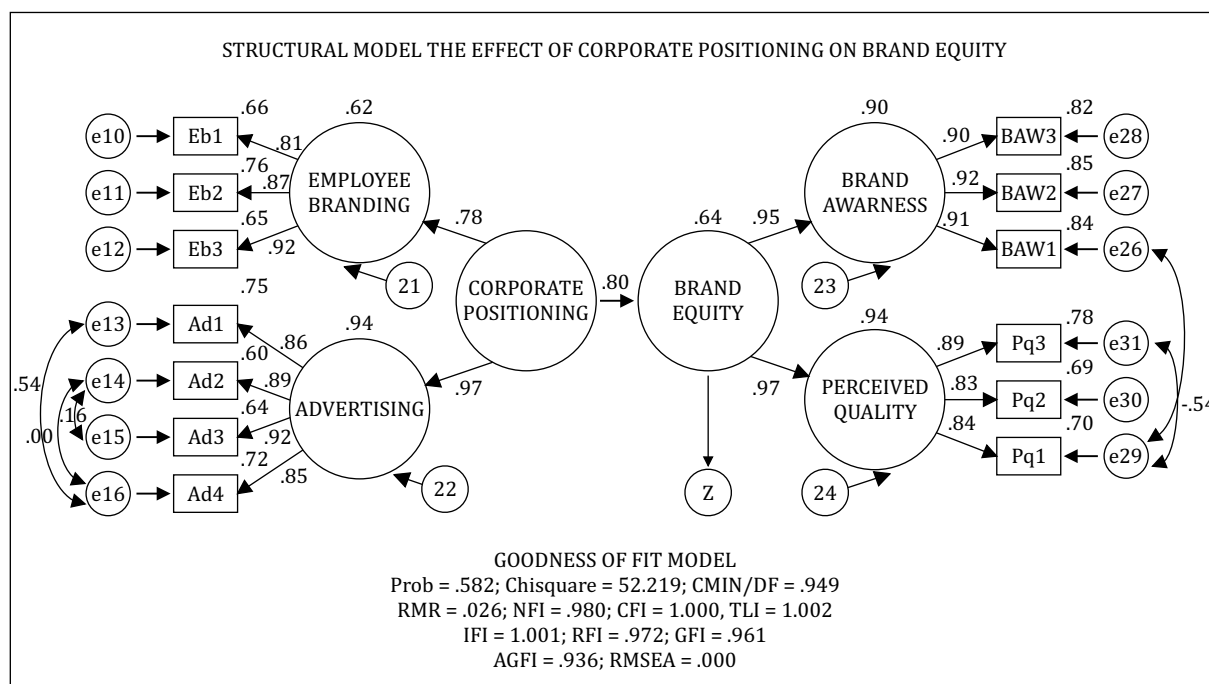 STRUCTURAL MODEL THE EFFECT OF CORPORATE POSITIONING ON BRAND EQUITY
.66
.62
.90
.82
e10
Eb1
.81
.90
BAW3
e28
.76
.85
e11
Eb2
.87
EMPLOYEE
BRANDING
BRAND
AWARNESS
.92
BAW2
e27
.65
.78
.64
.95
.91
.84
e12
Eb3
.92
BAW1
e26
21
CORPORATE
POSITIONING
.80
BRAND
EQUITY
23
.75
.94
.94
.78
e13
Ad1
.86
.89
Pq3
e31
.60
.97
.97
.69
.54
e14
Ad2
.89
PERCEIVED
QUALITY
.83
Pq2
e30
-.54
.16
.64
ADVERTISING
.70
.00
e15
Ad3
.92
.84
Pq1
e29
.72
e16
Ad4
.85
22
Z
24
GOODNESS OF FIT MODEL
Prob = .582; Chisquare = 52.219; CMIN/DF = .949
RMR = .026; NFI = .980; CFI = 1.000, TLI = 1.002
IFI = 1.001; RFI = .972; GFI = .961
AGFI = .936; RMSEA = .000